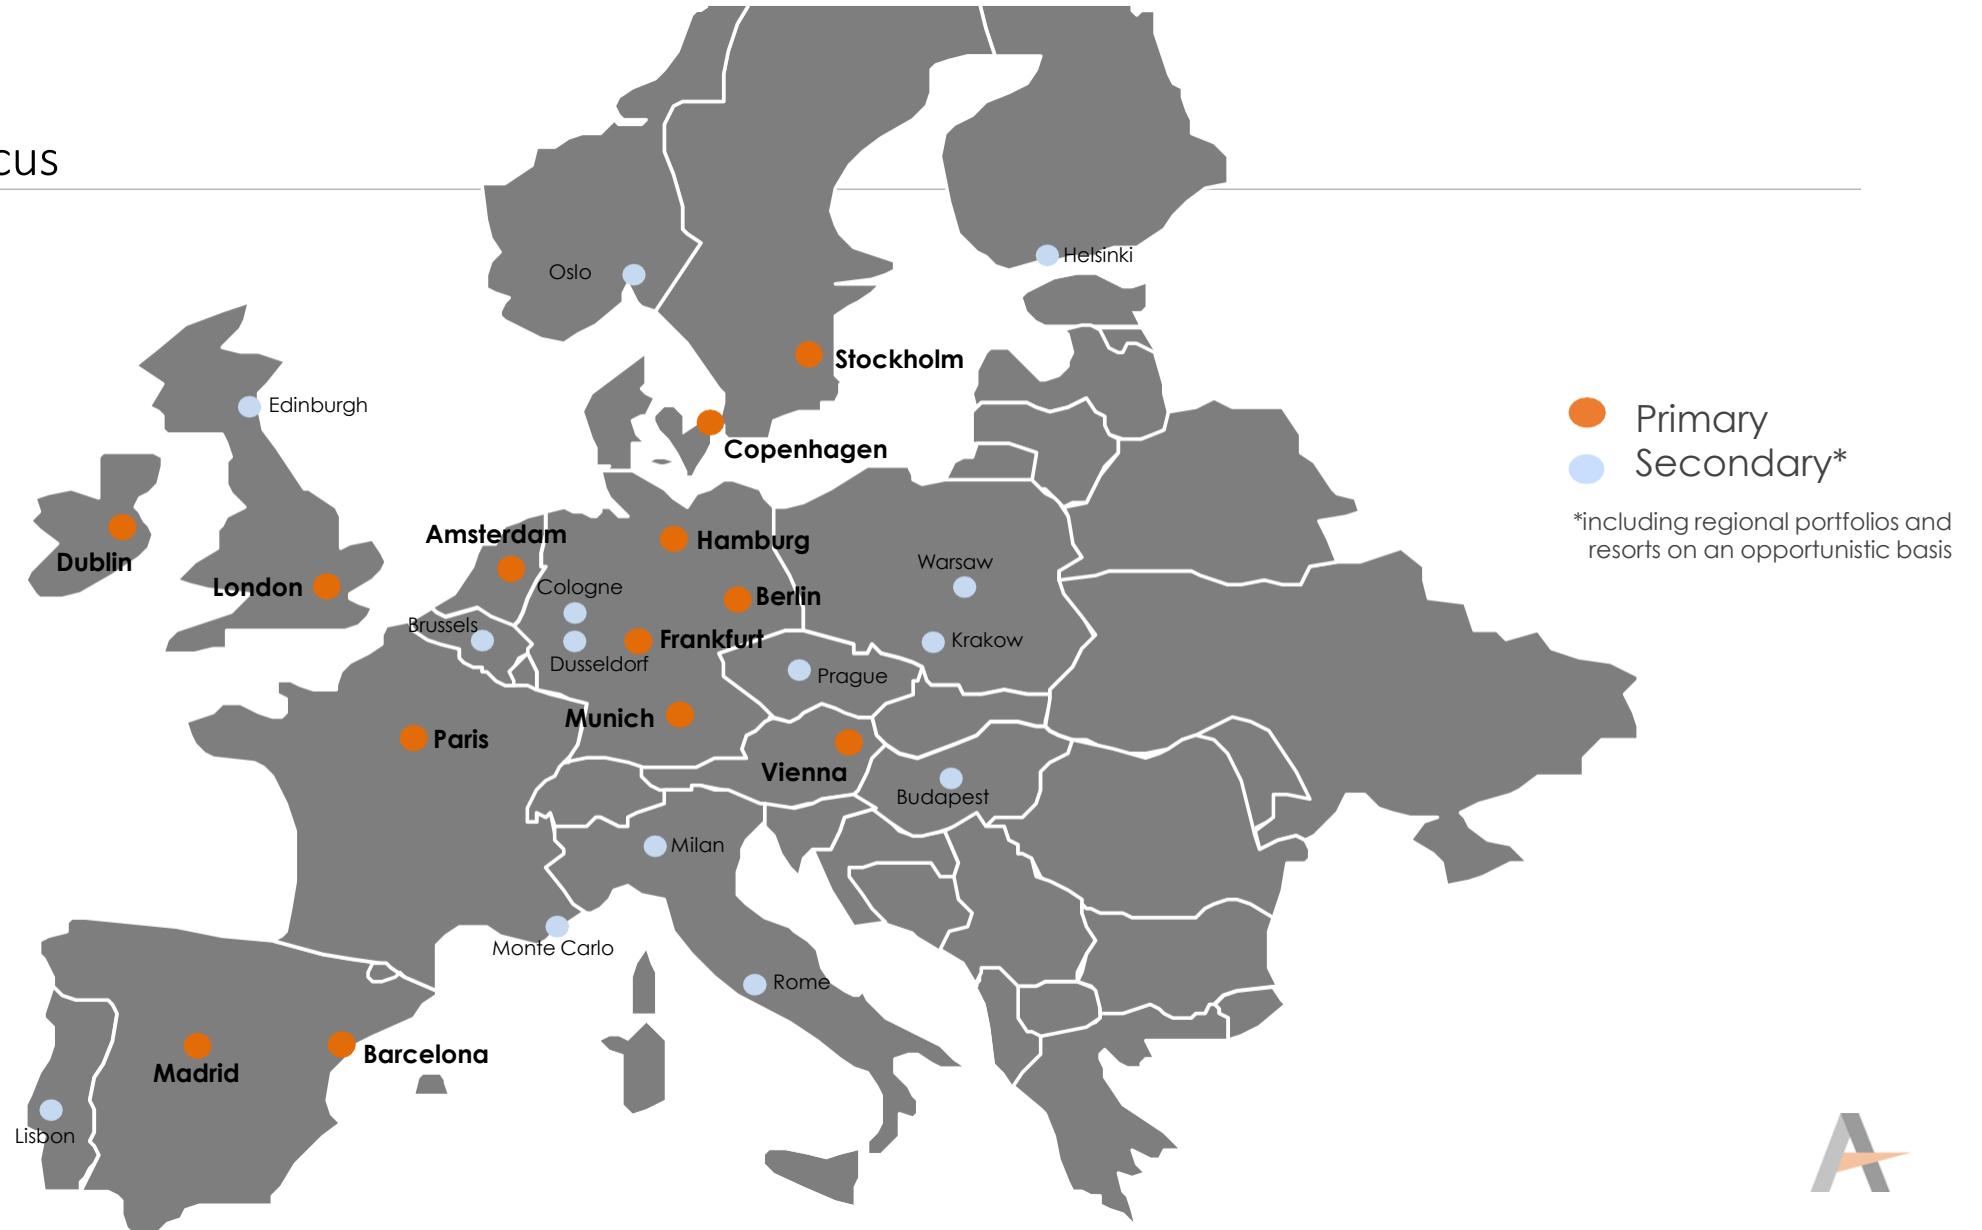 cus
Oslo
Helsinki
Stockholm
Edinburgh
Copenhagen
Primary
Secondary*
*including regional portfolios and
resorts on an opportunistic basis
Amsterdam
Hamburg
Dublin
Warsaw
London
Cologne
Berlin
Brussels
Frankfurt
Krakow
Dusseldorf
Prague
Munich
Paris
Vienna
Budapest
Milan
Monte Carlo
Rome
Barcelona
Madrid
Lisbon